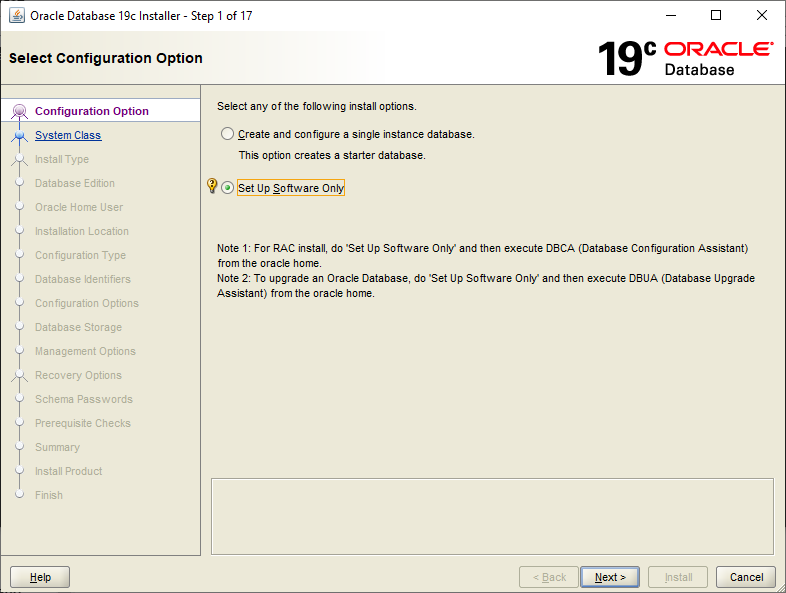 Oracle Database 19c Installer - Step 1 of 17
Select Configuration Option
19c ORACLE
Database
Configuration Option
System Class
Install Type
Database Edition
Oracle Home User
Installation Location
Configuration Type
Database Identifiers
Configuration Options
Database Storage
Management Options
Recovery Options
Schema Passwords
Prerequisite Checks
Summary
Install Product
Finish
Select any of the following install options.
Create and configure a single instance database.
This option creates a starter database.
Set Up Software Only
Note 1: For RAC install, do 'Set Up Software Only' and then execute DBCA (Database Configuration Assistant)
from the oracle home.
Note 2: To upgrade an Oracle Database, do 'Set Up Software Only' and then execute DBUA (Database Upgrade
Assistant) from the oracle home.
Help
< Back
Next >
Install
Cancel